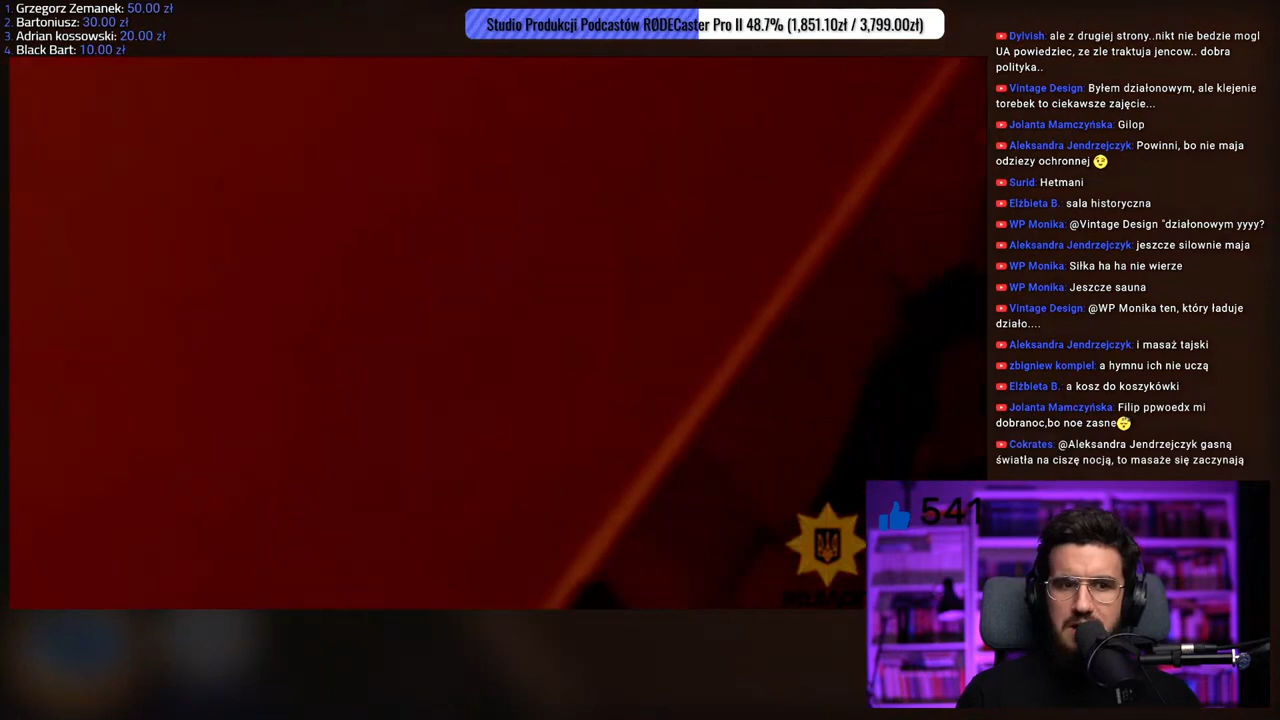 1. Grzegorz Zemanek: 50.00 zł
2. Bartoniusz: 30.00 zł
3. Adrian kossowski: 20.00 zł
4. Black Bart: 10.00 zł
Studio Produkcji Podcastów RØDECaster Pro II 48.7% (1,851.10zł / 3,799.00zł)
Dylvish: ale z drugiej strony..nikt nie bedzie mogl
UA powiedziec, ze zle traktuja jencow.. dobra
polityka..
Vintage Design: Byłem działonowym, ale klejenie
torebek to ciekawsze zajęcie...
Jolanta Mamczyńska: Gilop
Aleksandra Jendrzejczyk: Powinni, bo nie maja
odziezy ochronnej 😉
Surid: Hetmani
Elżbieta B.: sala historyczna
WP Monika: @Vintage Design "działonowym yyyy?
Aleksandra Jendrzejczyk: jeszcze silownie maja
WP Monika: Siłka ha ha nie wierze
WP Monika: Jeszcze sauna
Vintage Design: @WP Monika ten, który ładuje
działo....
Aleksandra Jendrzejczyk: i masaż tajski
zbigniew kompiel: a hymnu ich nie uczą
Elżbieta B.: a kosz do koszykówki
Jolanta Mamczyńska: Filip ppwoedx mi
dobranoc,bo noe zasne😴
Cokrates: @Aleksandra Jendrzejczyk gasną
światła na ciszę nocją, to masaże się zaczynają
541